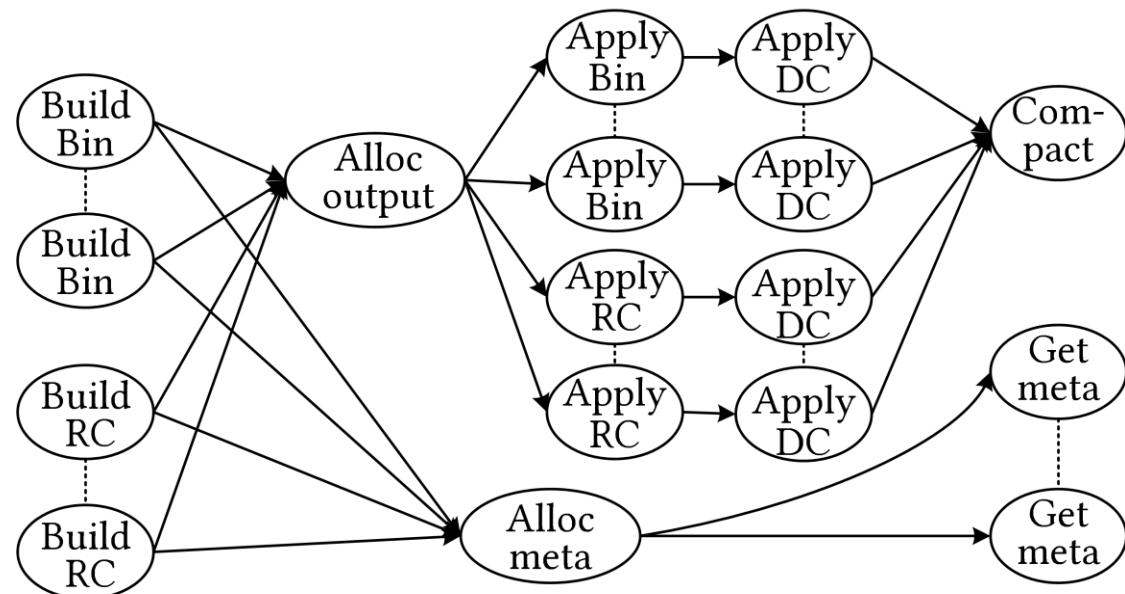 Build
Bin
Build
Bin
Build
RC
Build
RC
Alloc
output
Alloc
meta
Apply
Bin
Apply
Bin
Apply
RC
Apply
RC
Apply
DC
Apply
DC
Apply
DC
Apply
DC
Com-
pact
Get
meta
Get
meta